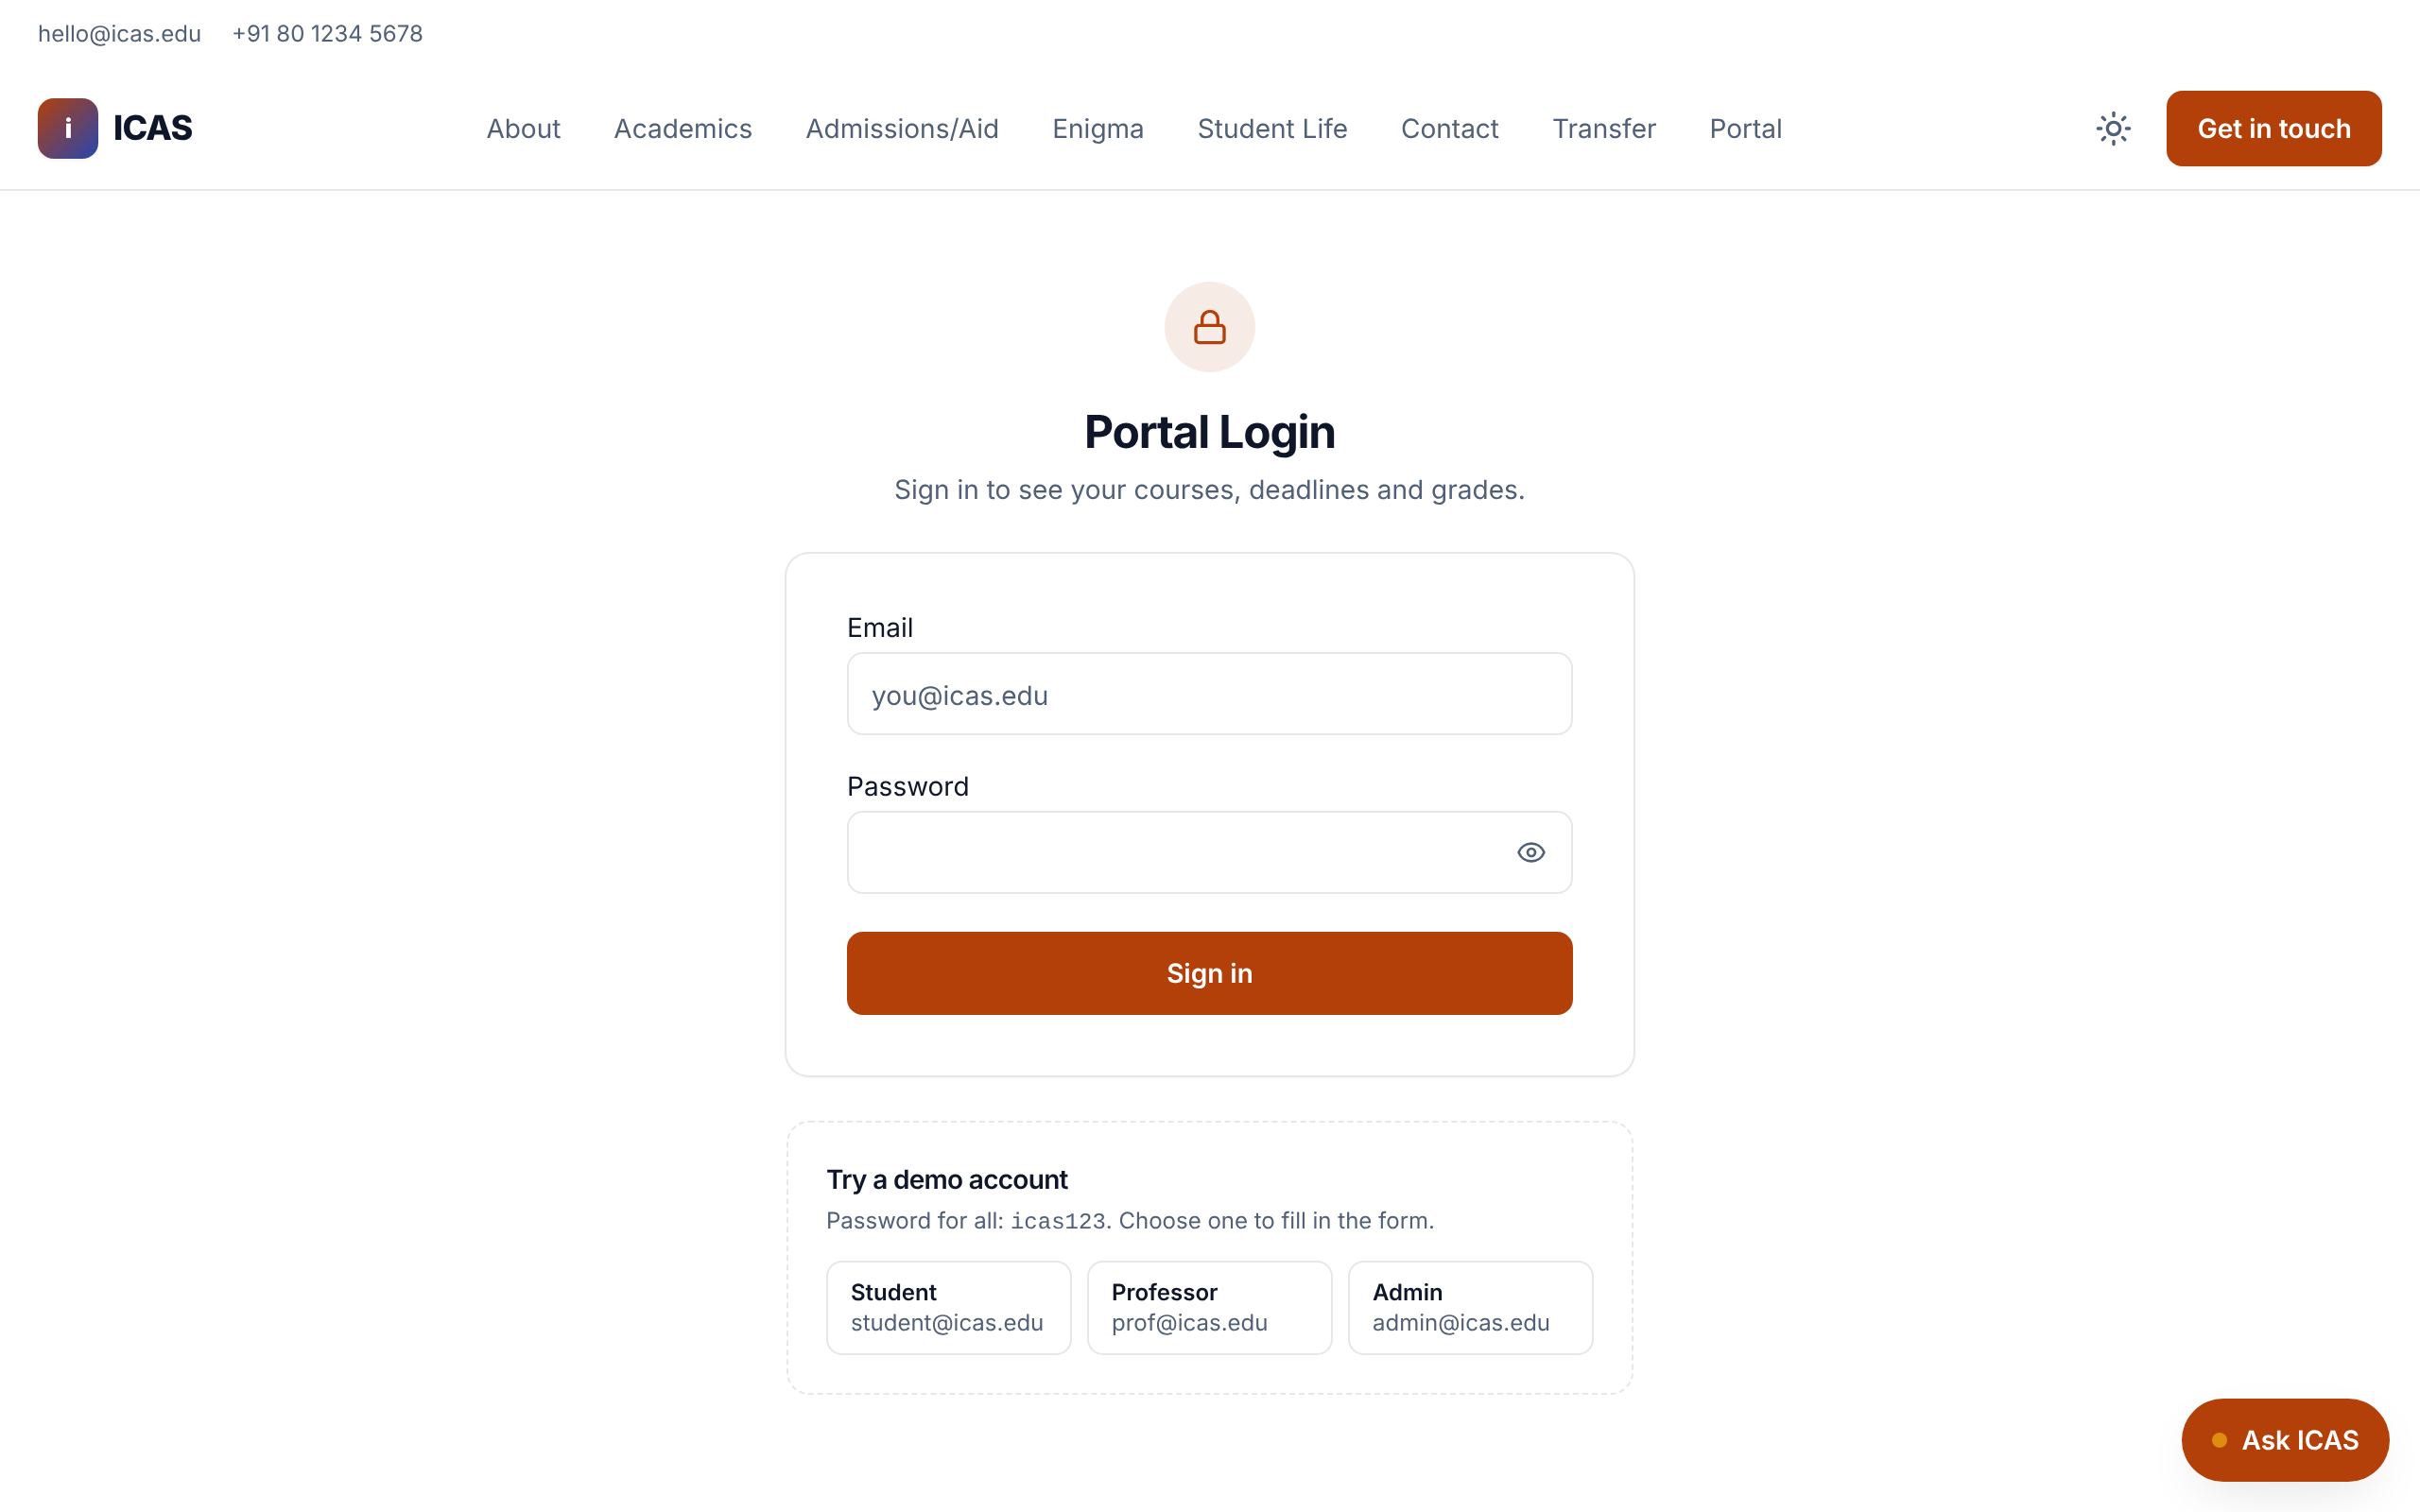 hello@icas.edu +91 80 1234 5678
i ICAS About Academics Admissions/Aid Enigma Student Life Contact Transfer Portal Get in touch
Portal Login
Sign in to see your courses, deadlines and grades.
Email
you@icas.edu
Password
Sign in
Try a demo account
Password for all: icas123. Choose one to fill in the form.
Student Professor Admin
student@icas.edu prof@icas.edu admin@icas.edu
Ask ICAS